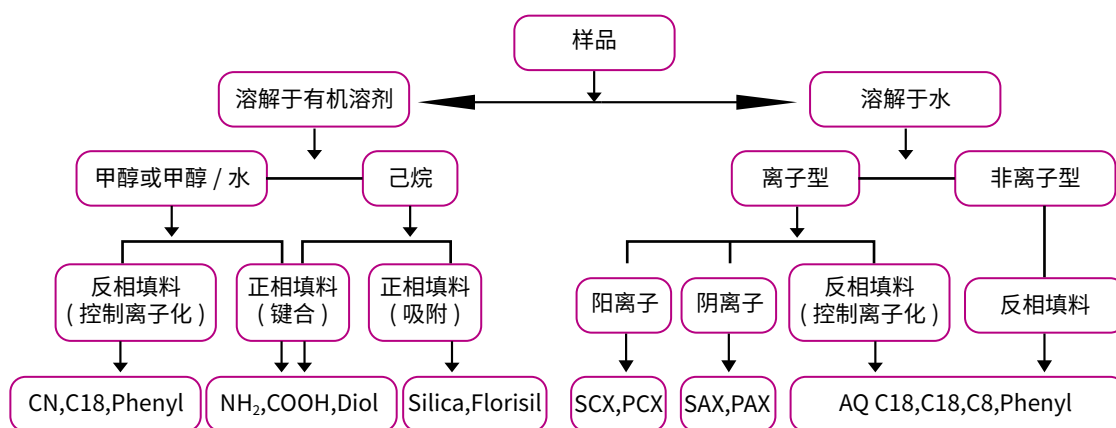 样品
溶解于有机溶剂
溶解于水
甲醇或甲醇 / 水
己烷
离子型
非离子型
反相填料
( 控制离子化 )
正相填料
( 键合 )
正相填料
( 吸附 )
阳离子
阴离子
反相填料
( 控制离子化 )
反相填料
CN,C18,Phenyl
NH₂,COOH,Diol
Silica,Florisil
SCX,PCX
SAX,PAX
AQ C18,C18,C8,Phenyl